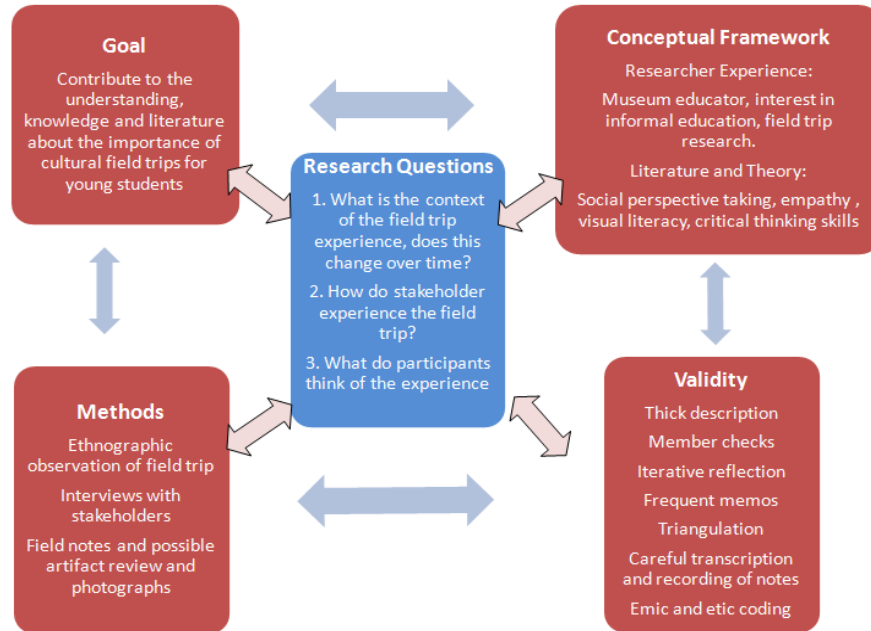 Goal
Contribute to the
understanding,
knowledge and literature
about the importance of
cultural field trips for
young students
Conceptual Framework
Researcher Experience:
Museum educator, interest in
informal education, field trip
research.
Literature and Theory:
Social perspective taking, empathy ,
visual literacy, critical thinking skills
Research Questions
1. What is the context
of the field trip
experience, does this
change over time?
2. How do stakeholder
experience the field
trip?
3. What do participants
think of the experience
Methods
Ethnographic
observation of field trip
Interviews with
stakeholders
Field notes and possible
artifact review and
photographs
Validity
Thick description
Member checks
Iterative reflection
Frequent memos
Triangulation
Careful transcription
and recording of notes
Emic and etic coding